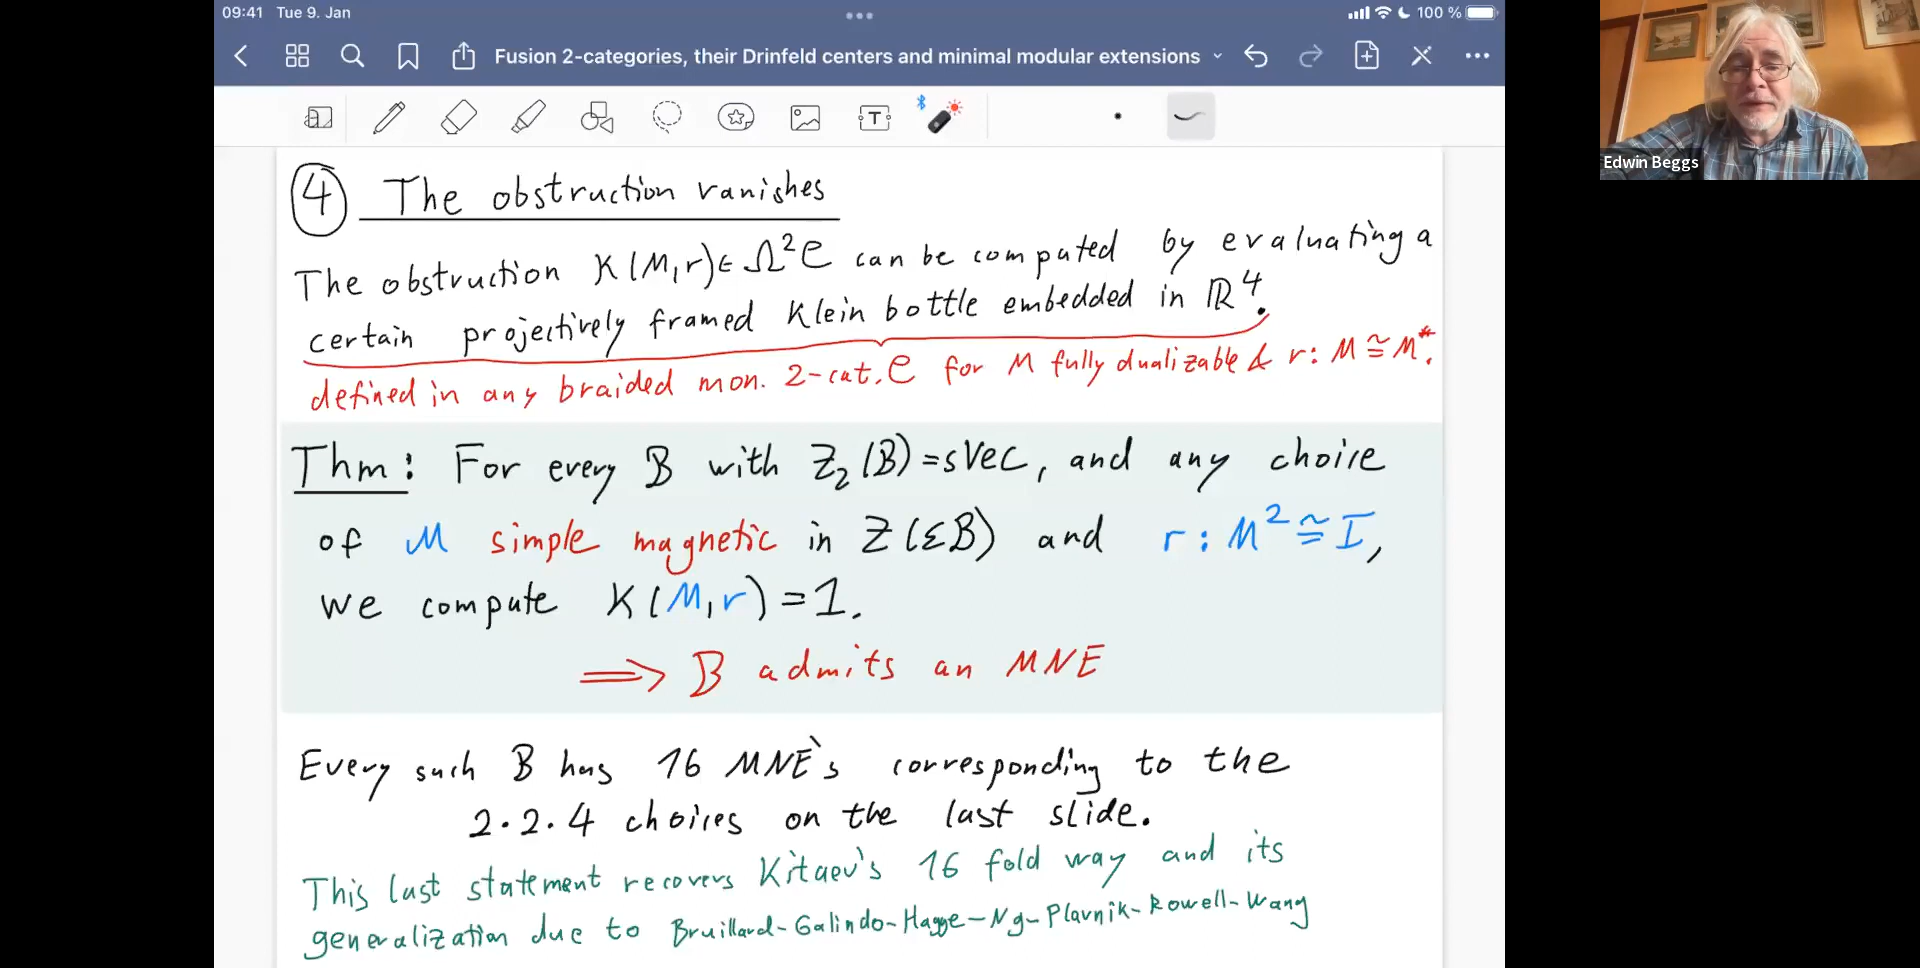 09:41 Tue 9. Jan
100 %
Fusion 2-categories, their Drinfeld centers and minimal modular extensions
T
Edwin Beggs
④ The obstruction vanishes
The obstruction K(M,r) ∈ Ω²C can be computed by evaluating a
certain projectively framed Klein bottle embedded in ℝ⁴.
defined in any braided mon. 2-cat. C for M fully dualizable & r: M ≅ M*.
Thm: For every B with Z₂(B) = sVec, and any choice
of M simple magnetic in Z(ΣB) and r: M² ≅ I,
we compute K(M,r) = 1.
⟹ B admits an MNE
Every such B has 16 MNE's corresponding to the
2·2·4 choices on the last slide.
This last statement recovers Kitaev's 16 fold way and its
generalization due to Bruillard-Galindo-Hagge-Ng-Plavnik-Rowell-Wang